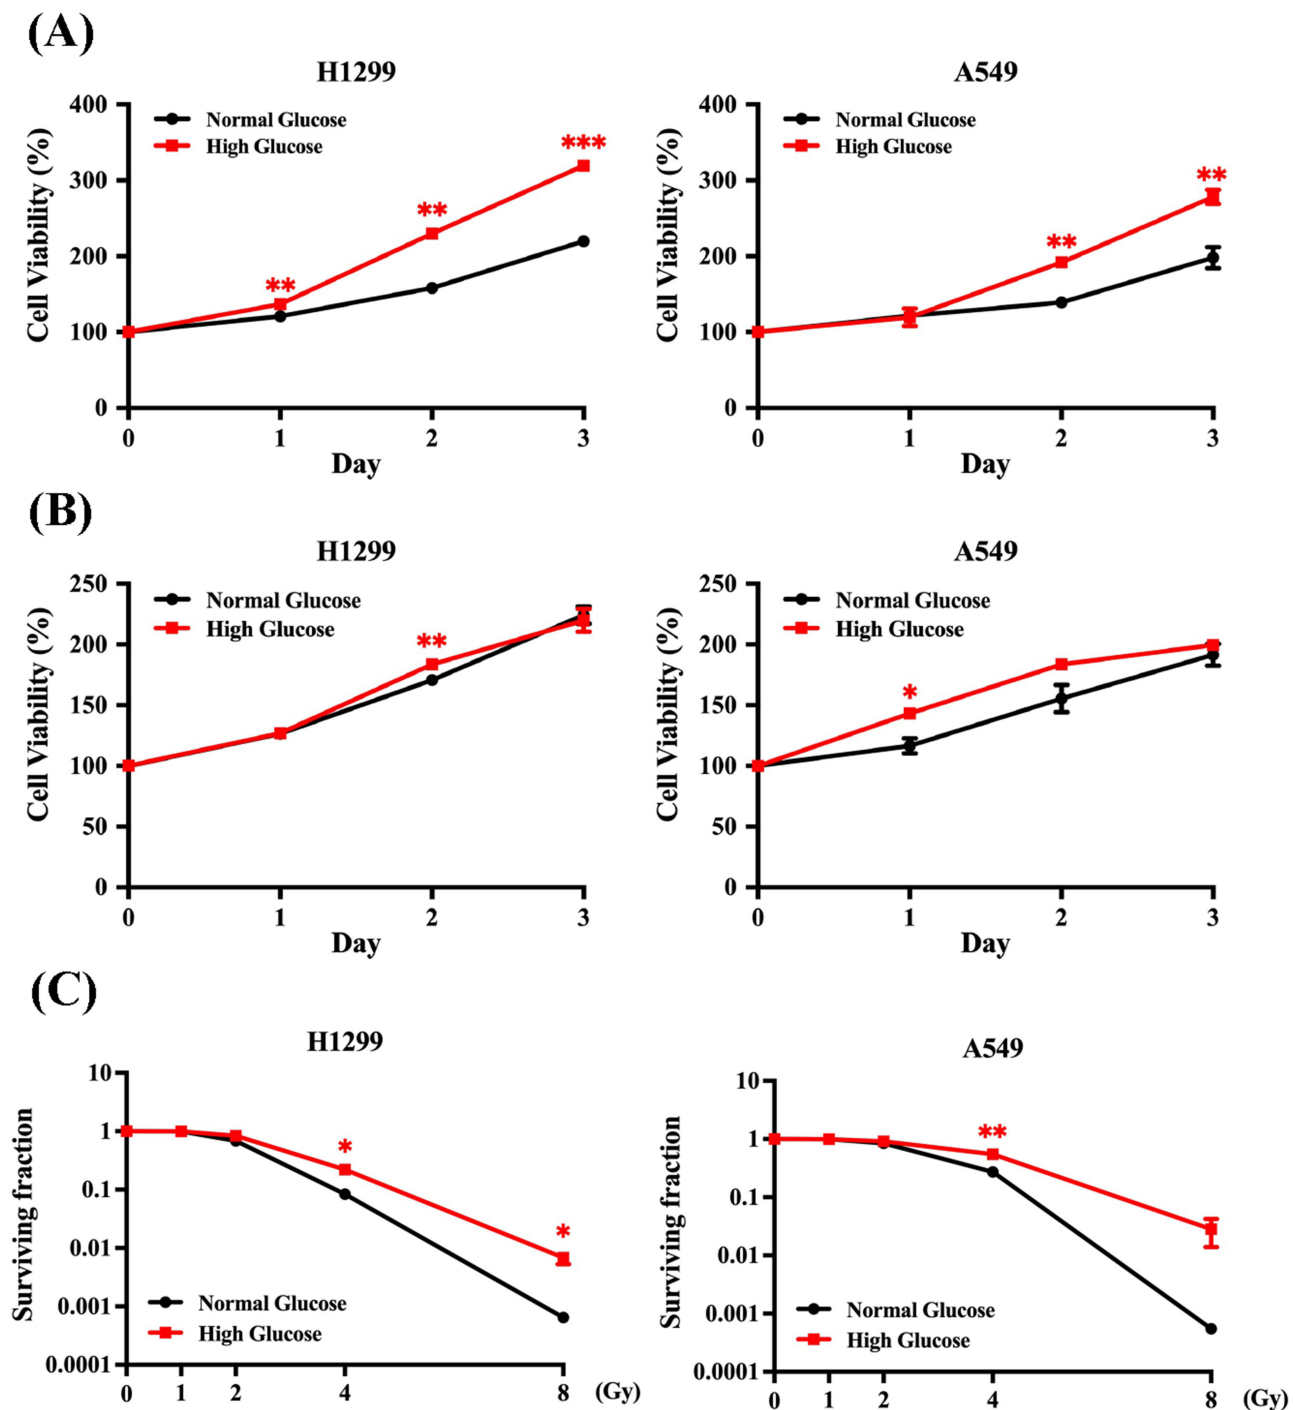 (A)
H1299
400
300
200
100
0
Cell Viability (%)
Normal Glucose
High Glucose
**
**
***
0 1 2 3
Day
A549
400
300
200
100
0
Cell Viability (%)
Normal Glucose
High Glucose
**
**
0 1 2 3
Day
(B)
H1299
250
200
150
100
50
0
Cell Viability (%)
Normal Glucose
High Glucose
**
0 1 2 3
Day
A549
250
200
150
100
50
0
Cell Viability (%)
Normal Glucose
High Glucose
*
0 1 2 3
Day
(C)
H1299
10
1
0.1
0.01
0.001
0.0001
Surviving fraction
*
*
Normal Glucose
High Glucose
0 1 2 4 8 (Gy)
A549
10
1
0.1
0.01
0.001
0.0001
Surviving fraction
**
Normal Glucose
High Glucose
0 1 2 4 8 (Gy)